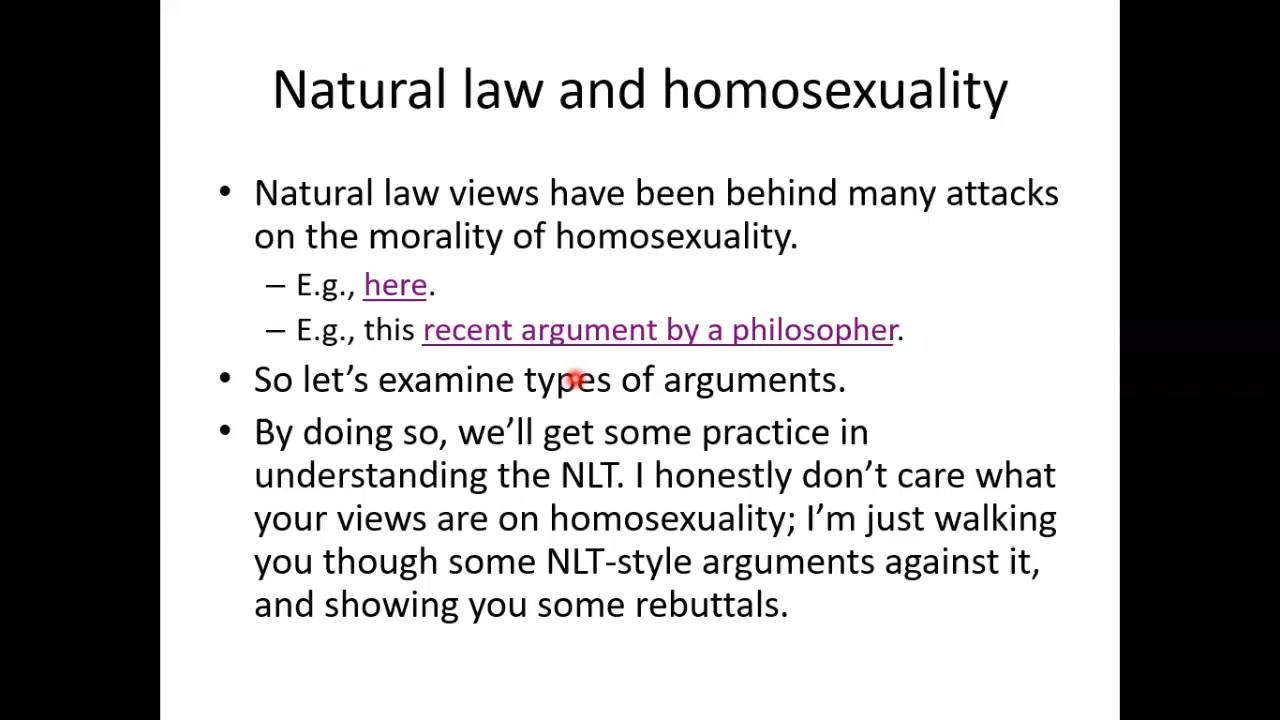 Natural law and homosexuality
• Natural law views have been behind many attacks
on the morality of homosexuality.
– E.g., here.
– E.g., this recent argument by a philosopher.
• So let's examine types of arguments.
• By doing so, we'll get some practice in
understanding the NLT. I honestly don't care what
your views are on homosexuality; I'm just walking
you though some NLT-style arguments against it,
and showing you some rebuttals.